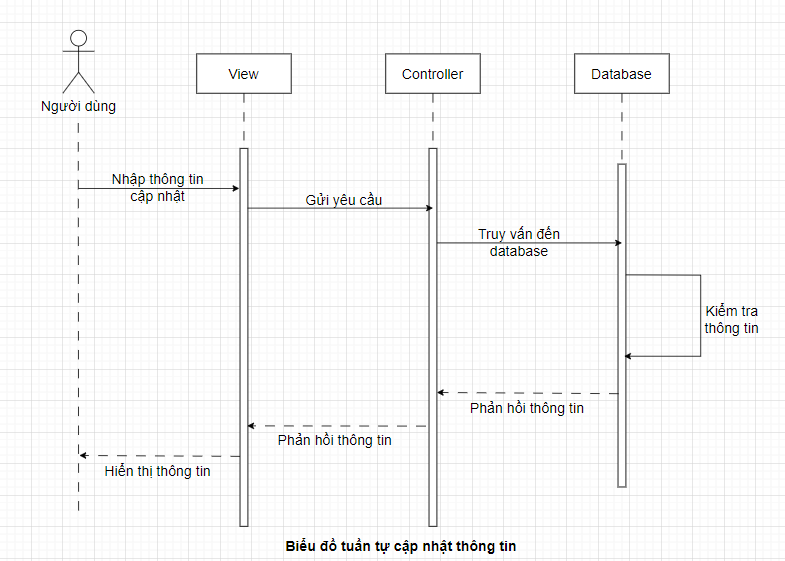 View
Controller
Database
Người dùng
Nhập thông tin
cập nhật
Gửi yêu cầu
Truy vấn đến
database
Kiểm tra
thông tin
Phản hồi thông tin
Phản hồi thông tin
Hiển thị thông tin
Biểu đồ tuần tự cập nhật thông tin